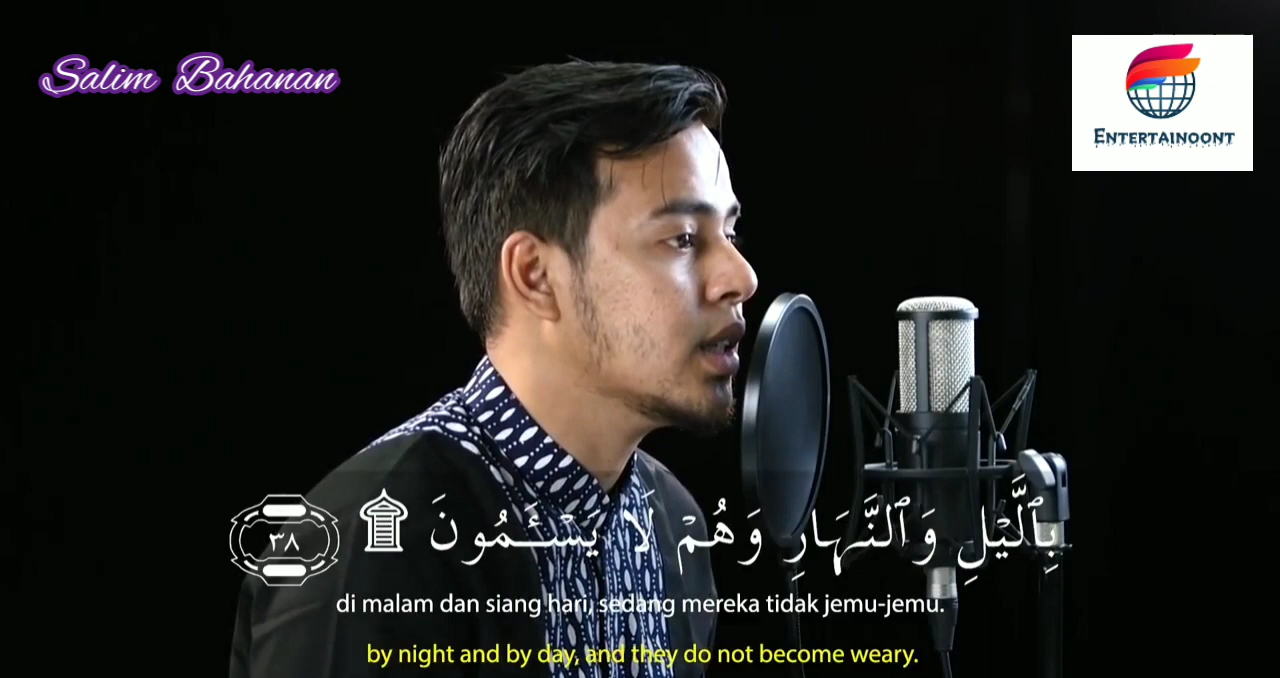 Salim Bahanan
ENTERTAINOONT
بِٱلَّيْلِ وَٱلنَّهَارِ وَهُمْ لَا يَسْـَٔمُونَ ۩ ٣٨
di malam dan siang hari, sedang mereka tidak jemu-jemu.
by night and by day, and they do not become weary.